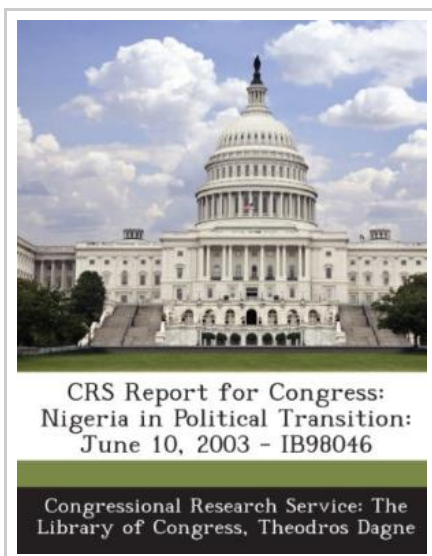 CRS Report for Congress:
Nigeria in Political Transition:
June 10, 2003 - IB98046
Congressional Research Service: The
Library of Congress, Theodros Dagne